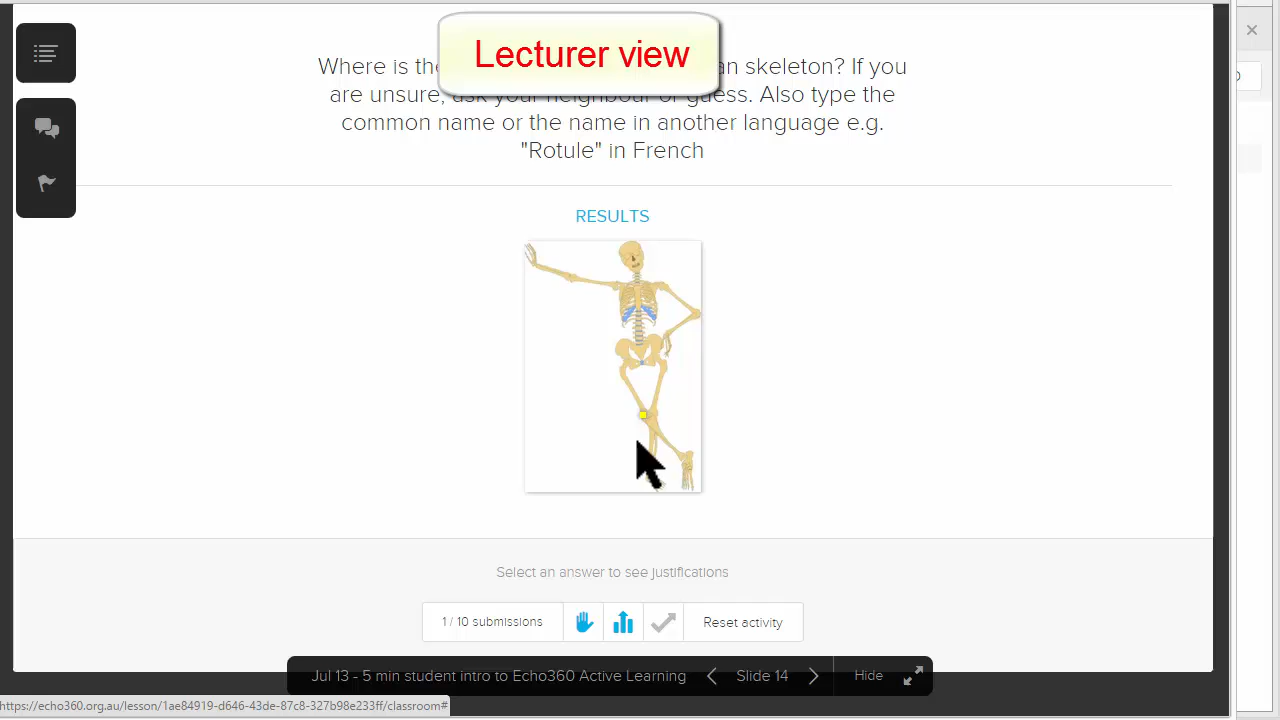 Lecturer view
Where is the an skeleton? If you
are unsure, ask your neighbour or guess. Also type the
common name or the name in another language e.g.
"Rotule" in French
RESULTS
Select an answer to see justifications
1 / 10 submissions
Reset activity
Jul 13 - 5 min student intro to Echo360 Active Learning
Slide 14
Hide
https://echo360.org.au/lesson/1ae84919-d646-43de-87c8-327b98e233ff/classroom#